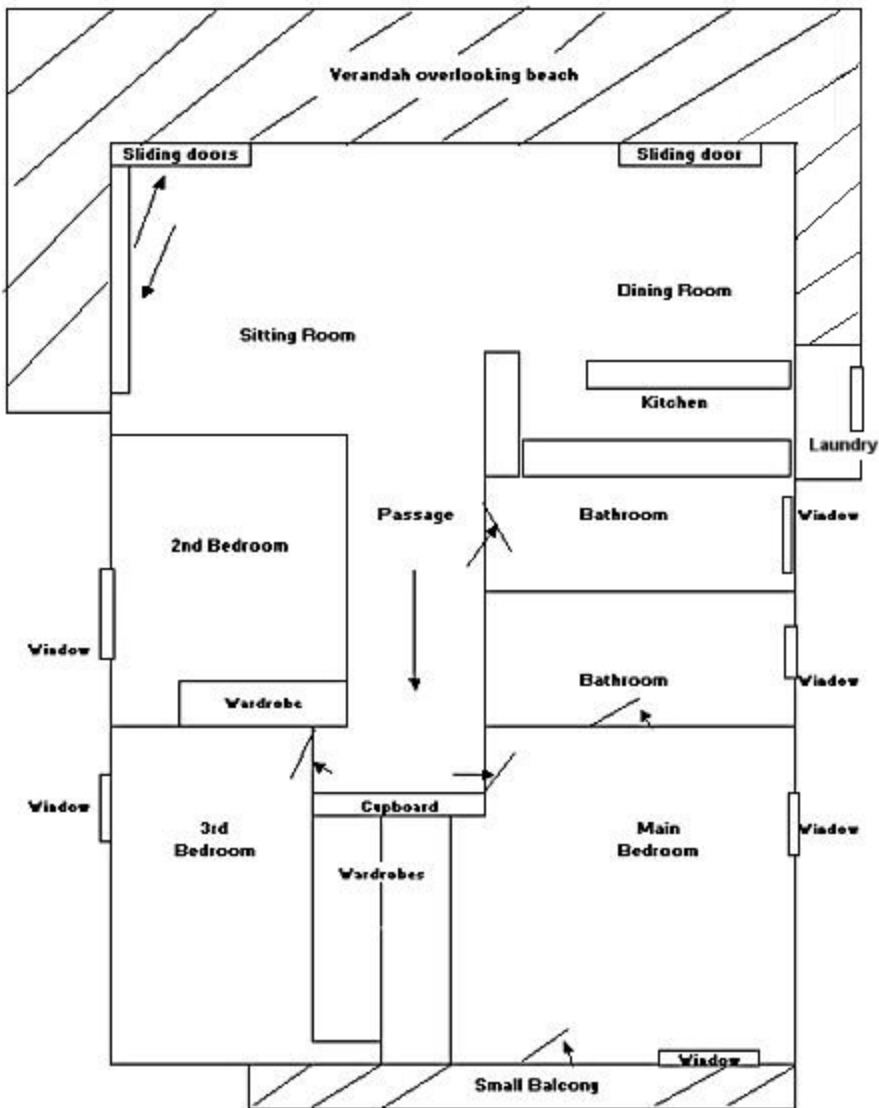 Verandah overlooking beach
Sliding doors
Sliding door
Dining Room
Sitting Room
Kitchen
Laundry
Passage
Bathroom
Window
2nd Bedroom
Window
Bathroom
Window
Wardrobe
Window
Cupboard
3rd
Bedroom
Main
Bedroom
Window
Wardrobes
Window
Small Balcony